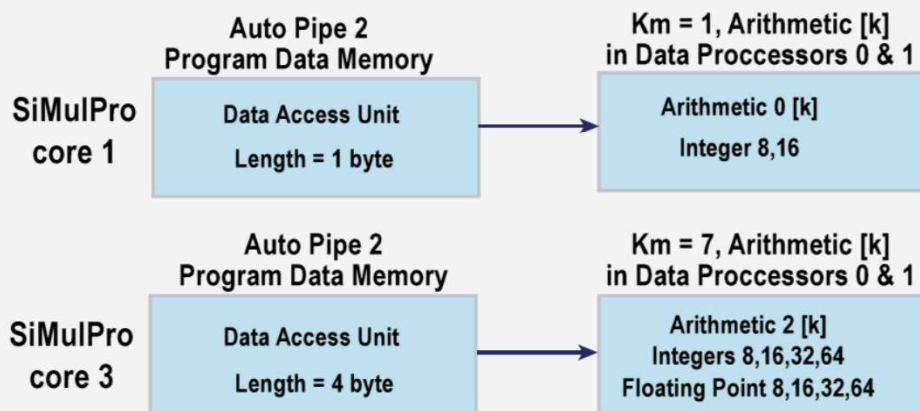 Auto Pipe 2
Program Data Memory
Km = 1, Arithmetic [k]
in Data Proccessors 0 & 1
SiMulPro
core 1
Data Access Unit
Length = 1 byte
Arithmetic 0 [k]
Integer 8,16
Auto Pipe 2
Program Data Memory
Km = 7, Arithmetic [k]
in Data Proccessors 0 & 1
SiMulPro
core 3
Data Access Unit
Length = 4 byte
Arithmetic 2 [k]
Integers 8,16,32,64
Floating Point 8,16,32,64